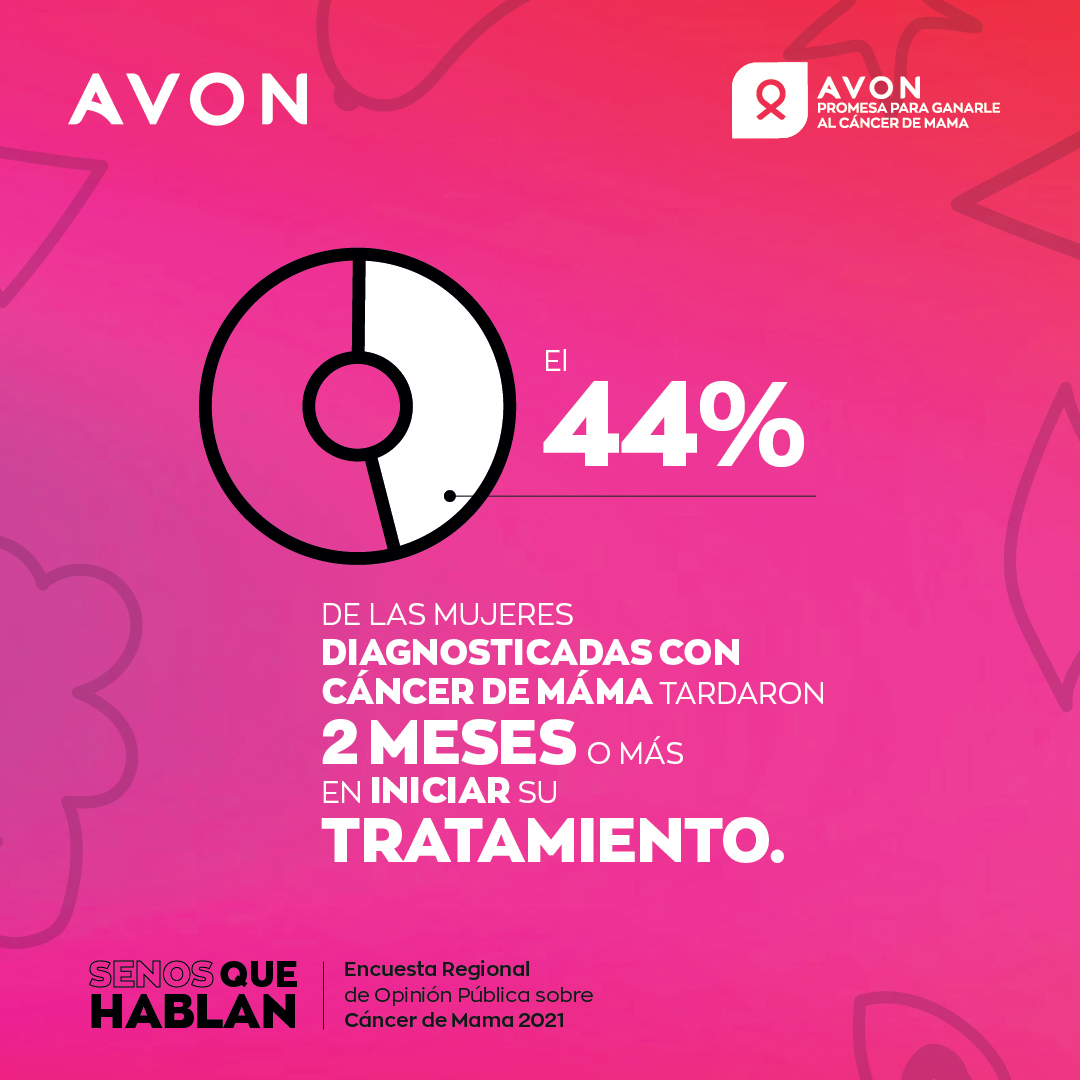 AVON
AVON
PROMESA PARA GANARLE
AL CÁNCER DE MAMA
El
44%
DE LAS MUJERES
DIAGNOSTICADAS CON
CÁNCER DE MÁMA TARDARON
2 MESES O MÁS
EN INICIAR SU
TRATAMIENTO.
SENOS QUE
HABLAN
Encuesta Regional
de Opinión Pública sobre
Cáncer de Mama 2021